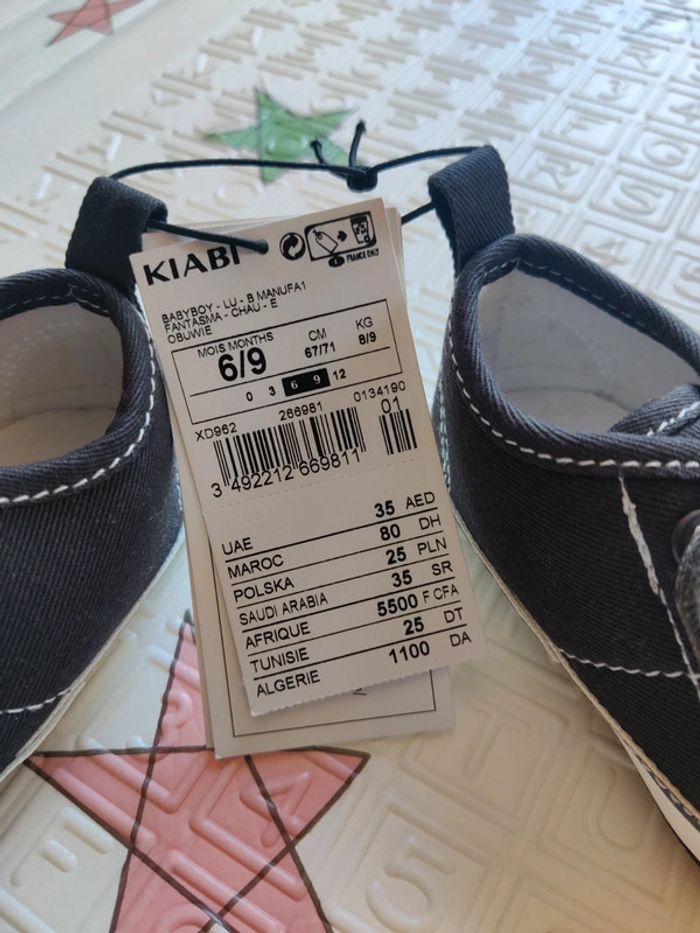 KIABI
FRANCE ONLY
BABYBOY - LU - B MANUFA1
FANTASMA - CHAU - E
OBUWIE
MOIS MONTHS CM KG
6/9 67/71 8/9
0 3 6 9 12
XD962 266981 0134190
01
3 492212 669811
UAE 35 AED
MAROC 80 DH
POLSKA 25 PLN
SAUDI ARABIA 35 SR
AFRIQUE 5500 F CFA
TUNISIE 25 DT
ALGERIE 1100 DA